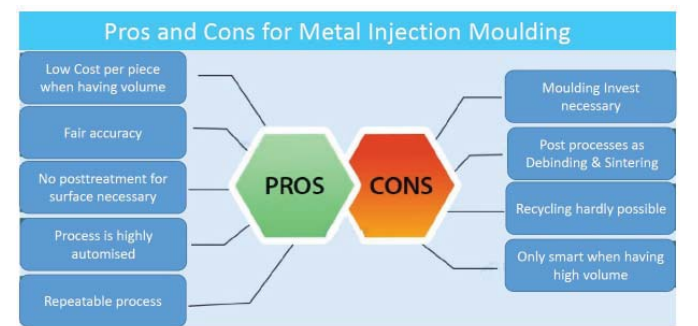 Pros and Cons for Metal Injection Moulding
Low Cost per piece
when having volume
Fair accuracy
No posttreatment for
surface necessary
Process is highly
automised
Repeatable process
PROS
CONS
Moulding Invest
necessary
Post processes as
Debinding & Sintering
Recycling hardly possible
Only smart when having
high volume